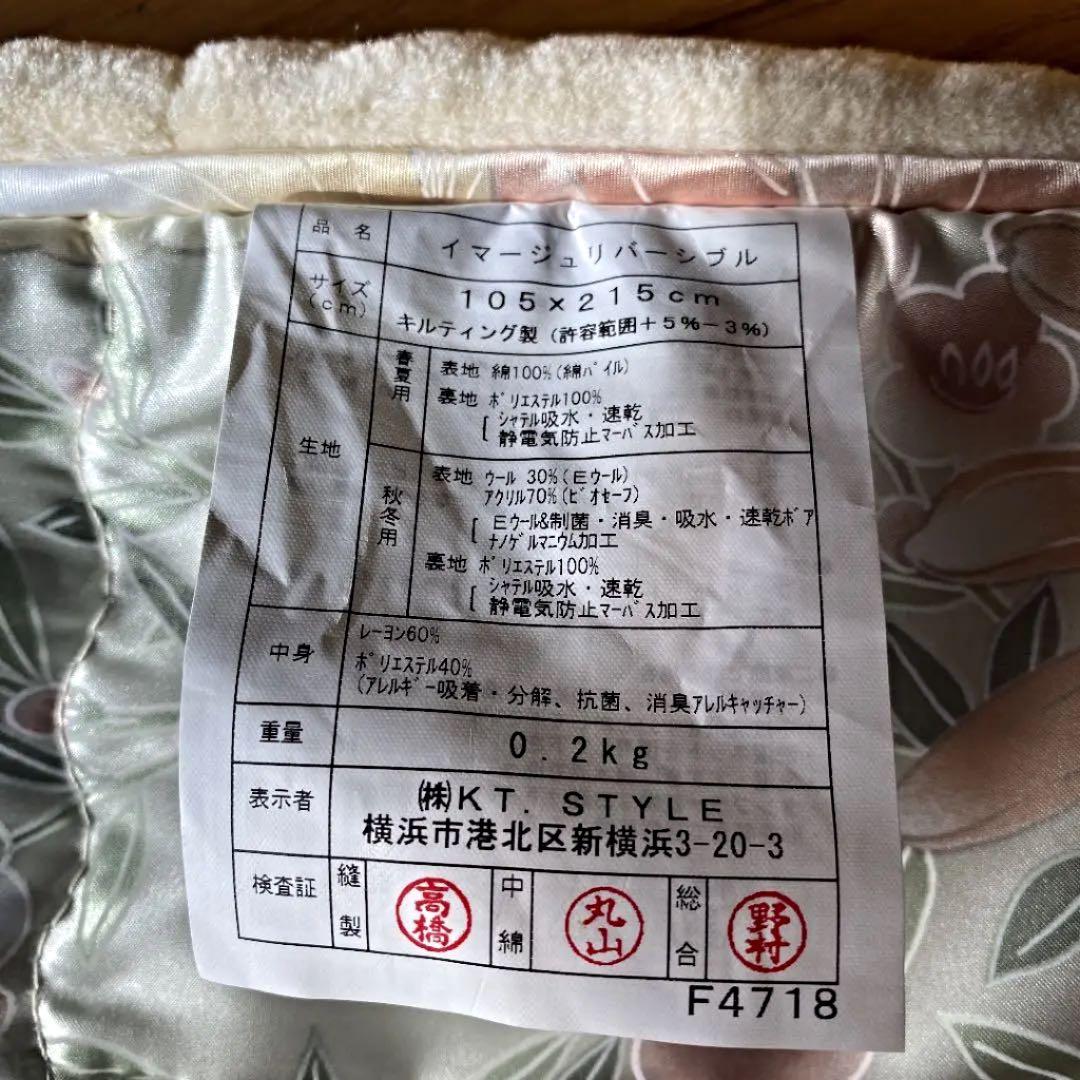 品名 イマージュリバーシブル
サイズ(cm) 105×215cm
キルティング製(許容範囲+5%-3%)
生地
春夏用
表地 綿100%(綿パイル)
裏地 ポリエステル100%
[シャテル吸水・速乾
静電気防止マーバス加工
秋冬用
表地 ウール 30%(Eウール)
アクリル70%(ビオセーフ)
[Eウール&制菌・消臭・吸水・速乾ボア
ナノゲルマニウム加工
裏地 ポリエステル100%
[シャテル吸水・速乾
静電気防止マーバス加工
中身
レーヨン60%
ポリエステル40%
(アレルギー吸着・分解、抗菌、消臭アレルキャッチャー)
重量 0.2kg
表示者 ㈱KT. STYLE
横浜市港北区新横浜3-20-3
検査証 縫製 高橋 中綿 丸山 総合 野村
F4718